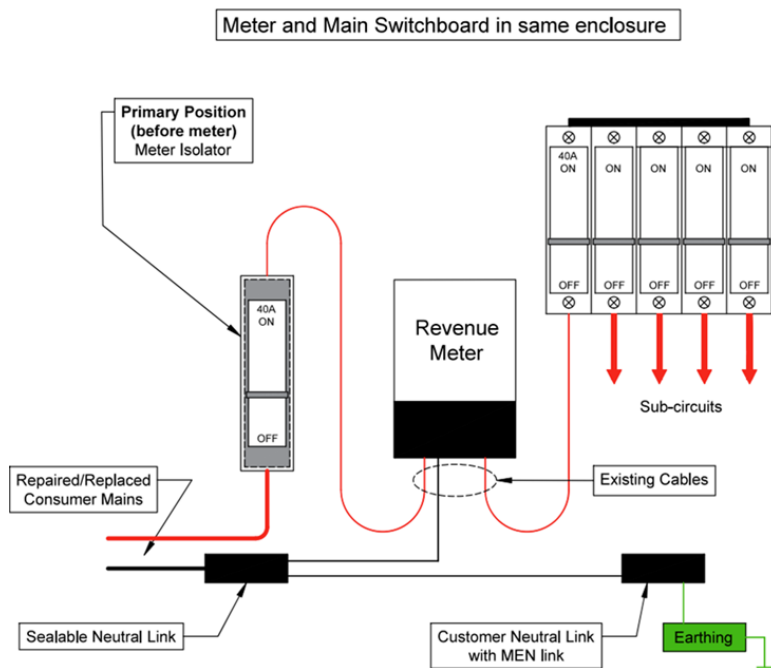 Meter and Main Switchboard in same enclosure
Primary Position
(before meter)
Meter Isolator
40A
ON
OFF
Revenue
Meter
40A
ON
ON
ON
ON
ON
OFF
OFF
OFF
OFF
OFF
Sub-circuits
Repaired/Replaced
Consumer Mains
Existing Cables
Sealable Neutral Link
Customer Neutral Link
with MEN link
Earthing